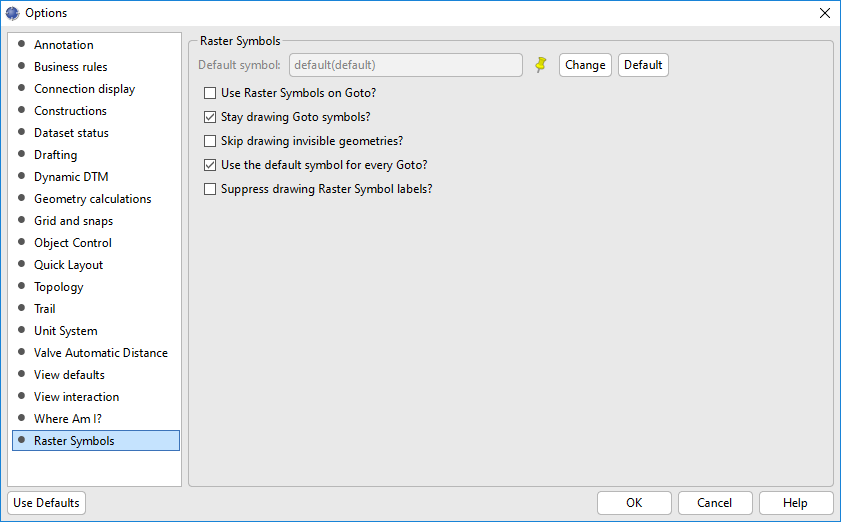 Options
Annotation
Business rules
Connection display
Constructions
Dataset status
Drafting
Dynamic DTM
Geometry calculations
Grid and snaps
Object Control
Quick Layout
Topology
Trail
Unit System
Valve Automatic Distance
View defaults
View interaction
Where Am I?
Raster Symbols
Raster Symbols
Default symbol: default(default) Change Default
Use Raster Symbols on Goto?
Stay drawing Goto symbols?
Skip drawing invisible geometries?
Use the default symbol for every Goto?
Suppress drawing Raster Symbol labels?
Use Defaults OK Cancel Help